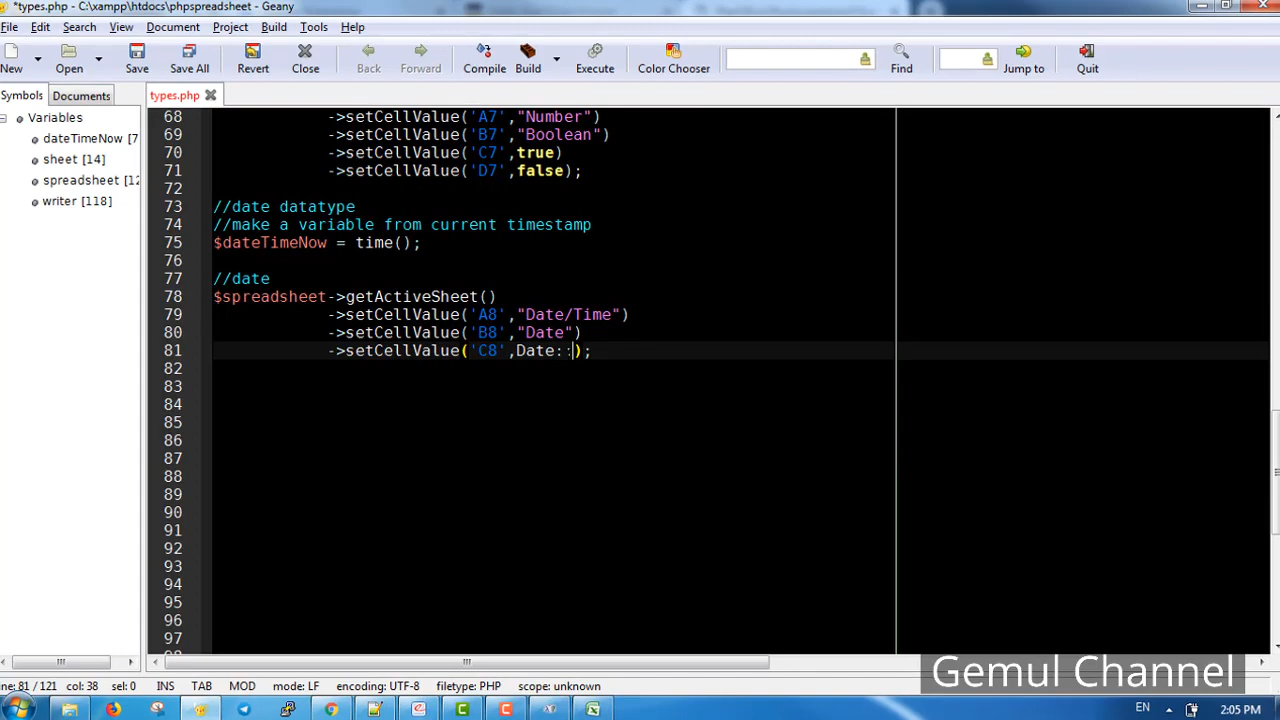 *types.php - C:\xampp\htdocs\phpspreadsheet - Geany
File Edit Search View Document Project Build Tools Help
New Open Save Save All Revert Close Back Forward Compile Build Execute Color Chooser Find Jump to Quit
Symbols Documents types.php
Variables
dateTimeNow [7
sheet [14]
spreadsheet [12
writer [118]
68 ->setCellValue('A7',"Number")
69 ->setCellValue('B7',"Boolean")
70 ->setCellValue('C7',true)
71 ->setCellValue('D7',false);
72
73 //date datatype
74 //make a variable from current timestamp
75 $dateTimeNow = time();
76
77 //date
78 $spreadsheet->getActiveSheet()
79 ->setCellValue('A8',"Date/Time")
80 ->setCellValue('B8',"Date")
81 ->setCellValue('C8',Date::);
82
83
84
85
86
87
88
89
90
91
92
93
94
95
96
97
Gemul Channel
line: 81 / 121 col: 38 sel: 0 INS TAB MOD mode: LF encoding: UTF-8 filetype: PHP scope: unknown
EN 2:05 PM